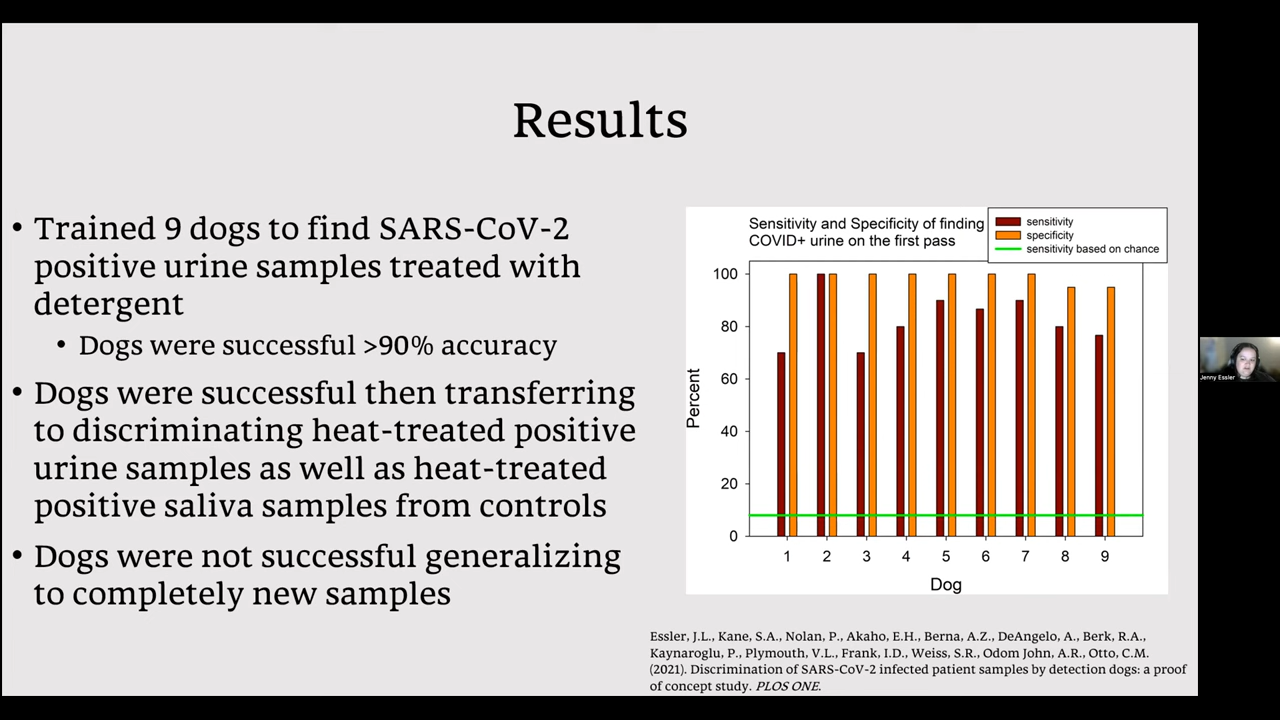 Results
• Trained 9 dogs to find SARS-CoV-2
positive urine samples treated with
detergent
• Dogs were successful >90% accuracy
• Dogs were successful then transferring
to discriminating heat-treated positive
urine samples as well as heat-treated
positive saliva samples from controls
• Dogs were not successful generalizing
to completely new samples
Sensitivity and Specificity of finding
COVID+ urine on the first pass
sensitivity
specificity
sensitivity based on chance
Percent
100
80
60
40
20
0
1 2 3 4 5 6 7 8 9
Dog
Essler, J.L., Kane, S.A., Nolan, P., Akaho, E.H., Berna, A.Z., DeAngelo, A., Berk, R.A.,
Kaynaroglu, P., Plymouth, V.L., Frank, I.D., Weiss, S.R., Odom John, A.R., Otto, C.M.
(2021). Discrimination of SARS-CoV-2 infected patient samples by detection dogs: a proof
of concept study. PLOS ONE.
Jenny Essler